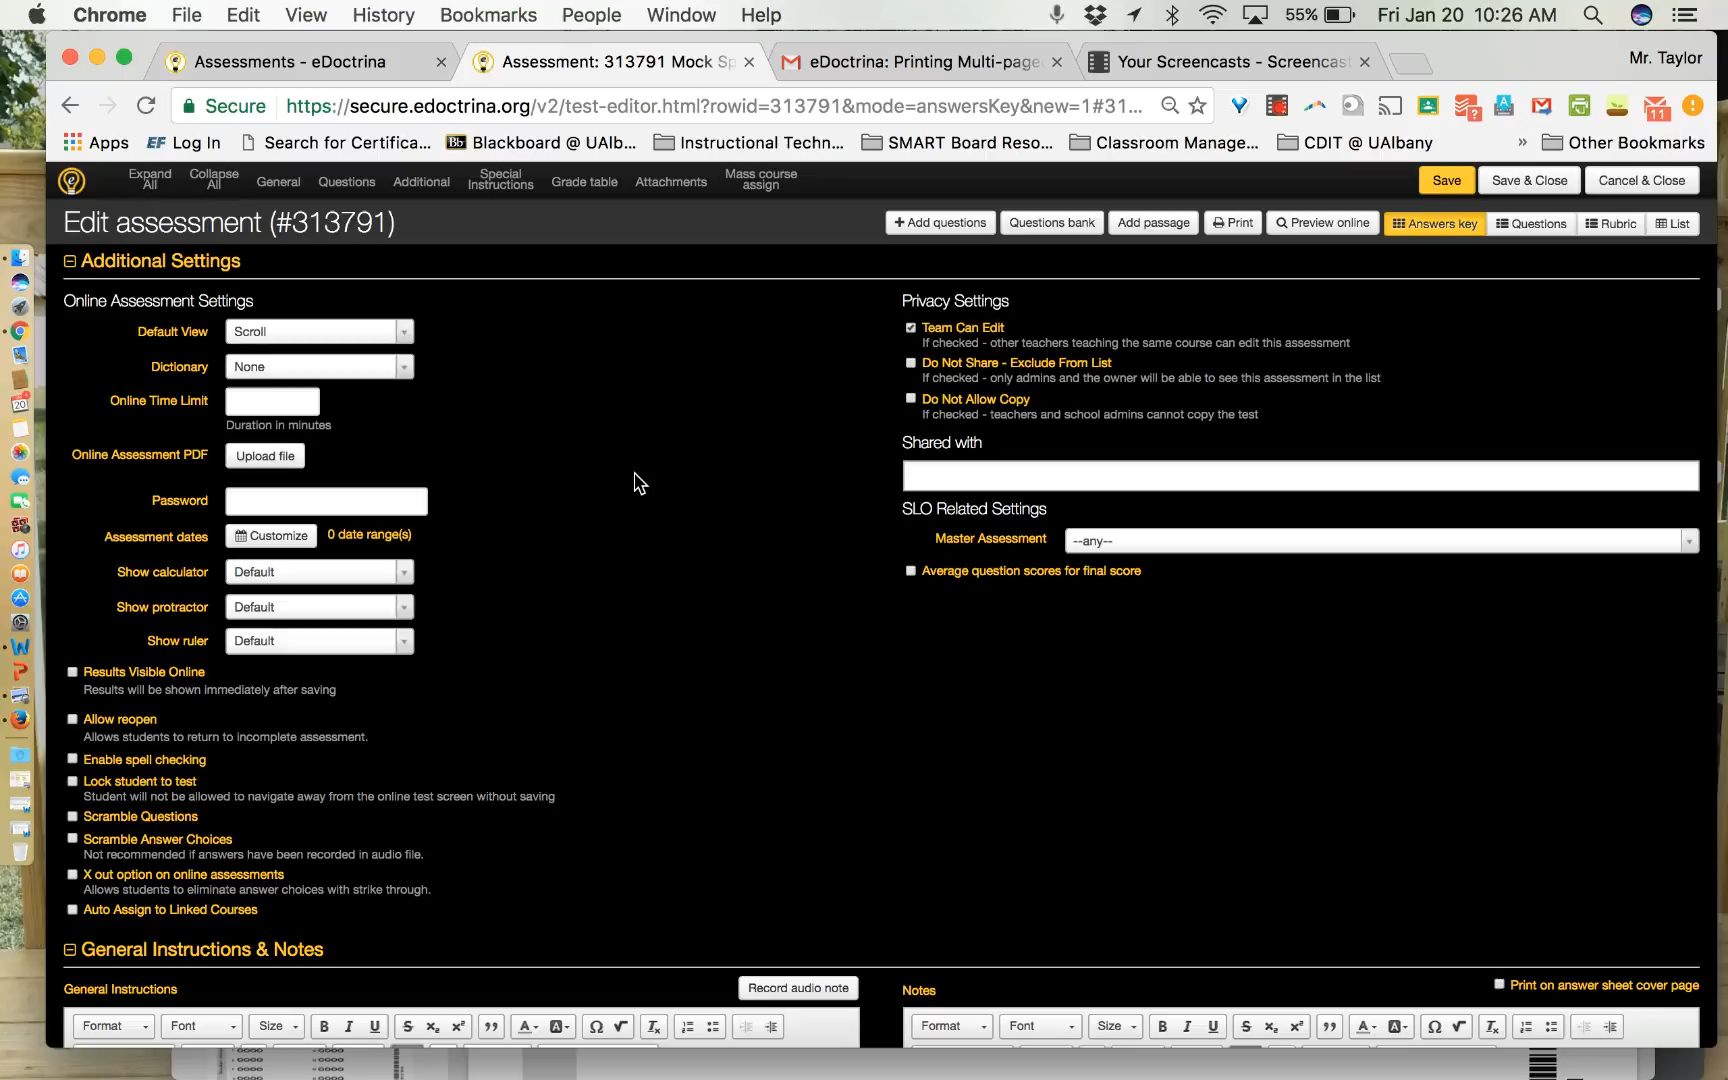 Chrome File Edit View History Bookmarks People Window Help 55% Fri Jan 20 10:26 AM
Assessments - eDoctrina Assessment: 313791 Mock Sp eDoctrina: Printing Multi-page Your Screencasts - Screencast Mr. Taylor
Secure https://secure.edoctrina.org/v2/test-editor.html?rowid=313791&mode=answersKey&new=1#31... ? 11
Apps EF Log In Search for Certifica... Bb Blackboard @ UAlb... Instructional Techn... SMART Board Reso... Classroom Manage... CDIT @ UAlbany » Other Bookmarks
Expand All Collapse All General Questions Additional Special Instructions Grade table Attachments Mass course assign Save Save & Close Cancel & Close
Edit assessment (#313791) + Add questions Questions bank Add passage Print Preview online Answers key Questions Rubric List
Additional Settings
Online Assessment Settings
Default View Scroll
Dictionary None
Online Time Limit
Duration in minutes
Online Assessment PDF Upload file
Password
Assessment dates Customize 0 date range(s)
Show calculator Default
Show protractor Default
Show ruler Default
Results Visible Online
Results will be shown immediately after saving
Allow reopen
Allows students to return to incomplete assessment.
Enable spell checking
Lock student to test
Student will not be allowed to navigate away from the online test screen without saving
Scramble Questions
Scramble Answer Choices
Not recommended if answers have been recorded in audio file.
X out option on online assessments
Allows students to eliminate answer choices with strike through.
Auto Assign to Linked Courses
Privacy Settings
Team Can Edit
If checked - other teachers teaching the same course can edit this assessment
Do Not Share - Exclude From List
If checked - only admins and the owner will be able to see this assessment in the list
Do Not Allow Copy
If checked - teachers and school admins cannot copy the test
Shared with
SLO Related Settings
Master Assessment --any--
Average question scores for final score
General Instructions & Notes
General Instructions Record audio note
Format Font Size B I U S x₂ x² Ω
Notes Print on answer sheet cover page
Format Font Size B I U S x₂ x² Ω